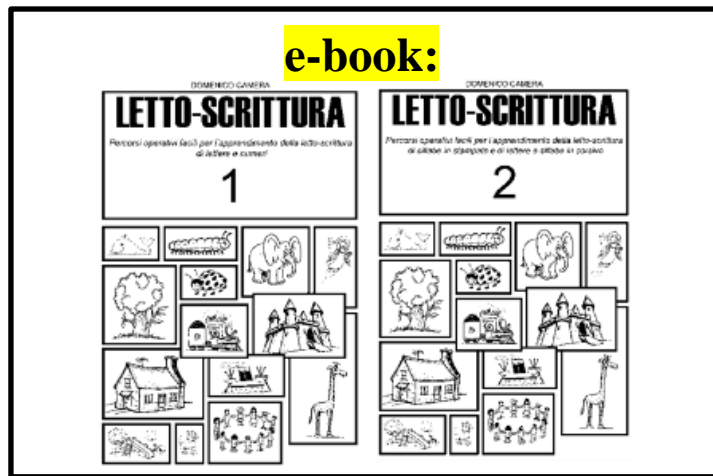 e-book:
DOMENICO CAMERA
LETTO-SCRITTURA
Percorsi operativi facili per l'apprendimento della letto-scrittura
di lettere e numeri
1
DOMENICO CAMERA
LETTO-SCRITTURA
Percorsi operativi facili per l'apprendimento della letto-scrittura
di sillabe in stampato e di lettere e sillabe in corsivo
2